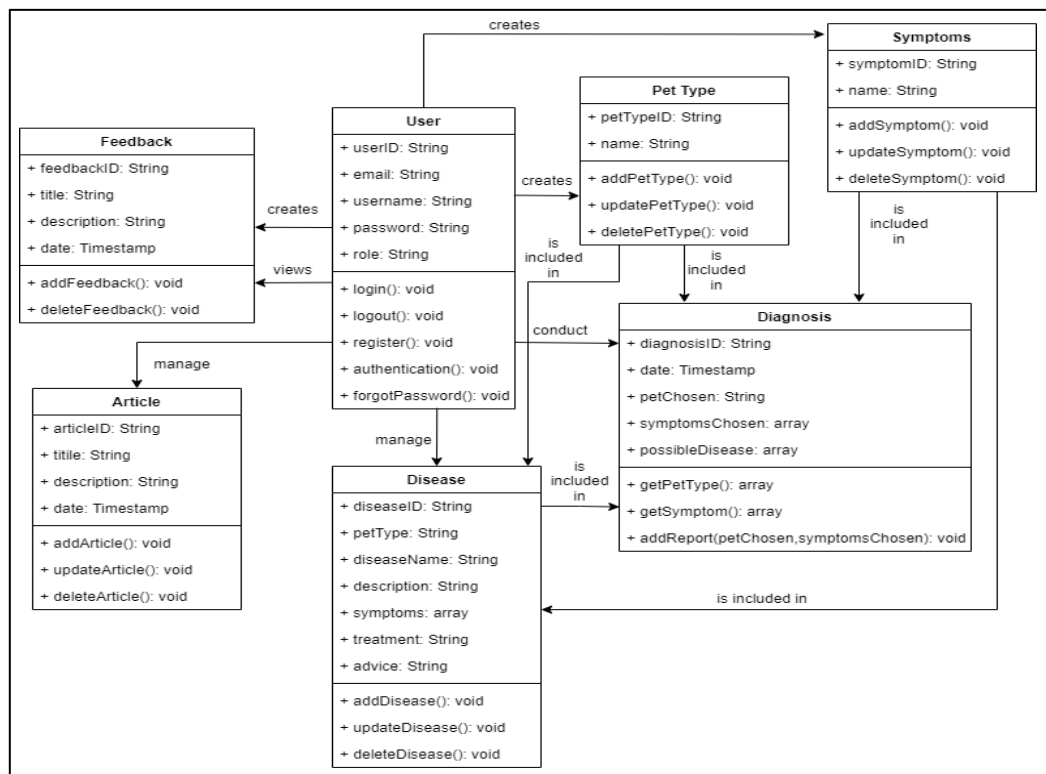 creates
Symptoms
+ symptomID: String
+ name: String
+ addSymptom(): void
+ updateSymptom(): void
+ deleteSymptom(): void
Pet Type
+ petTypeID: String
+ name: String
+ addPetType(): void
+ updatePetType(): void
+ deletePetType(): void
User
+ userID: String
+ email: String
+ username: String
+ password: String
+ role: String
+ login(): void
+ logout(): void
+ register(): void
+ authentication(): void
+ forgotPassword(): void
Feedback
+ feedbackID: String
+ title: String
+ description: String
+ date: Timestamp
+ addFeedback(): void
+ deleteFeedback(): void
creates
views
creates
is
included
in
is
included
in
is
included
in
conduct
manage
manage
Diagnosis
+ diagnosisID: String
+ date: Timestamp
+ petChosen: String
+ symptomsChosen: array
+ possibleDisease: array
+ getPetType(): array
+ getSymptom(): array
+ addReport(petChosen,symptomsChosen): void
Article
+ articleID: String
+ titile: String
+ description: String
+ date: Timestamp
+ addArticle(): void
+ updateArticle(): void
+ deleteArticle(): void
Disease
+ diseaseID: String
+ petType: String
+ diseaseName: String
+ description: String
+ symptoms: array
+ treatment: String
+ advice: String
+ addDisease(): void
+ updateDisease(): void
+ deleteDisease(): void
is
included
in
is included in